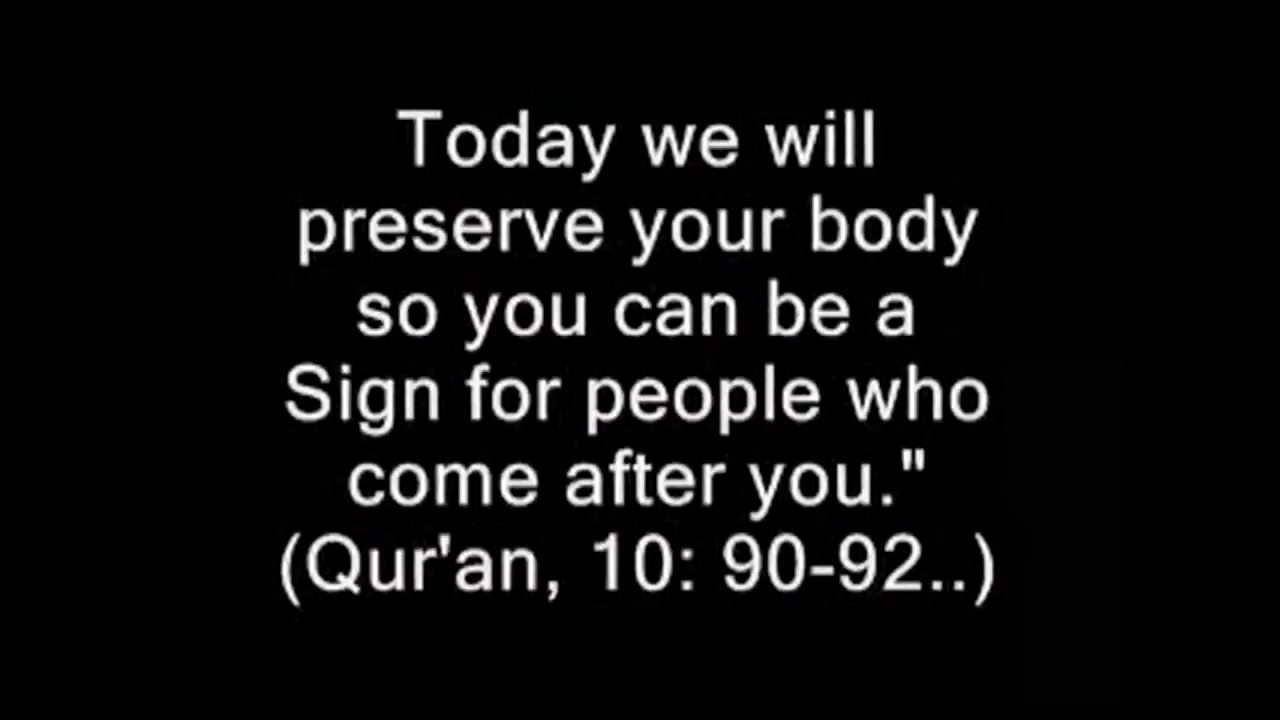 Today we will
preserve your body
so you can be a
Sign for people who
come after you."
(Qur'an, 10: 90-92..)